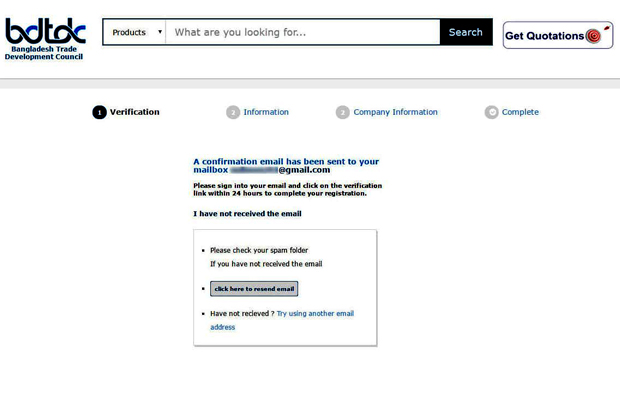 bdtdc
Bangladesh Trade
Development Council
Products
What are you looking for...
Search
Get Quotations
1 Verification
2 Information
2 Company Information
Complete
A confirmation email has been sent to your
mailbox @gmail.com
Please sign into your email and click on the verification
link within 24 hours to complete your registration.
I have not received the email
Please check your spam folder
If you have not received the email
click here to resend email
Have not recieved ? Try using another email
address